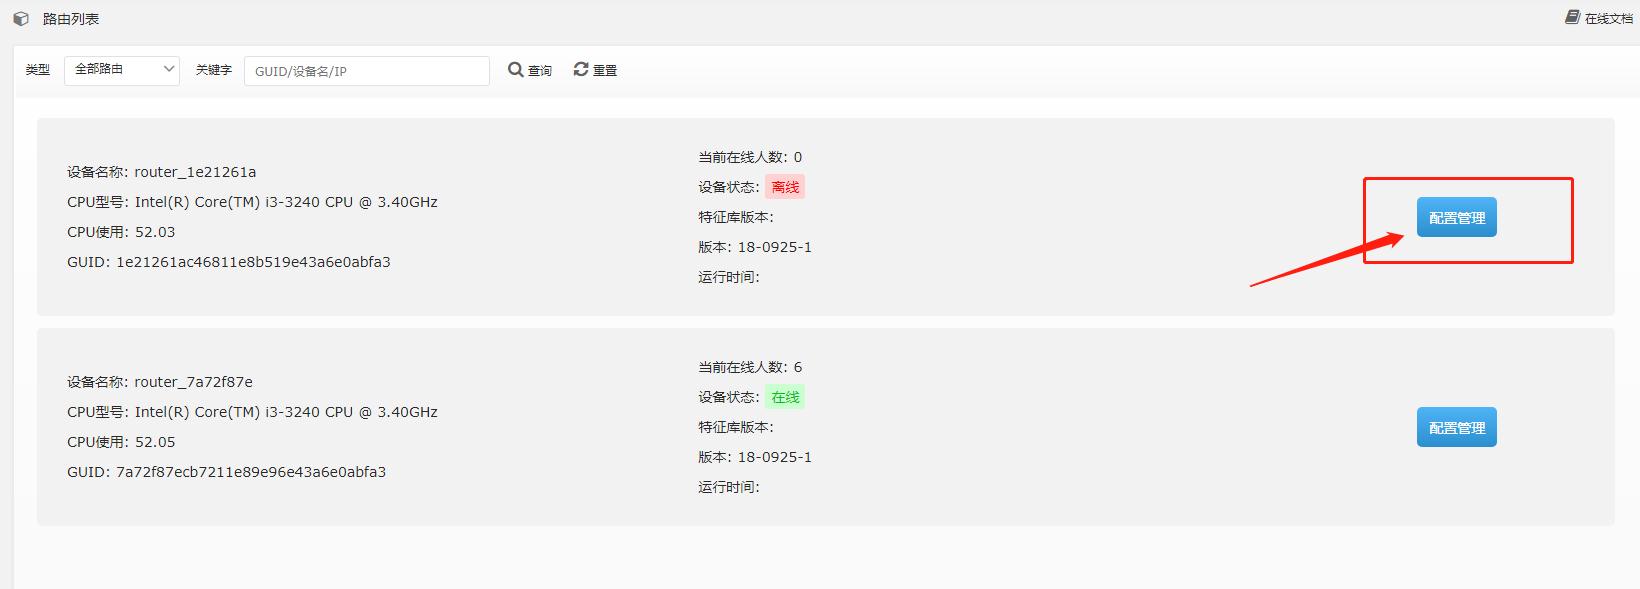 路由列表
在线文档
类型 全部路由 关键字 GUID/设备名/IP 查询 重置
设备名称: router_1e21261a
CPU型号: Intel(R) Core(TM) i3-3240 CPU @ 3.40GHz
CPU使用: 52.03
GUID: 1e21261ac46811e8b519e43a6e0abfa3
当前在线人数: 0
设备状态: 离线
特征库版本:
版本: 18-0925-1
运行时间:
配置管理
设备名称: router_7a72f87e
CPU型号: Intel(R) Core(TM) i3-3240 CPU @ 3.40GHz
CPU使用: 52.05
GUID: 7a72f87ecb7211e89e96e43a6e0abfa3
当前在线人数: 6
设备状态: 在线
特征库版本:
版本: 18-0925-1
运行时间:
配置管理